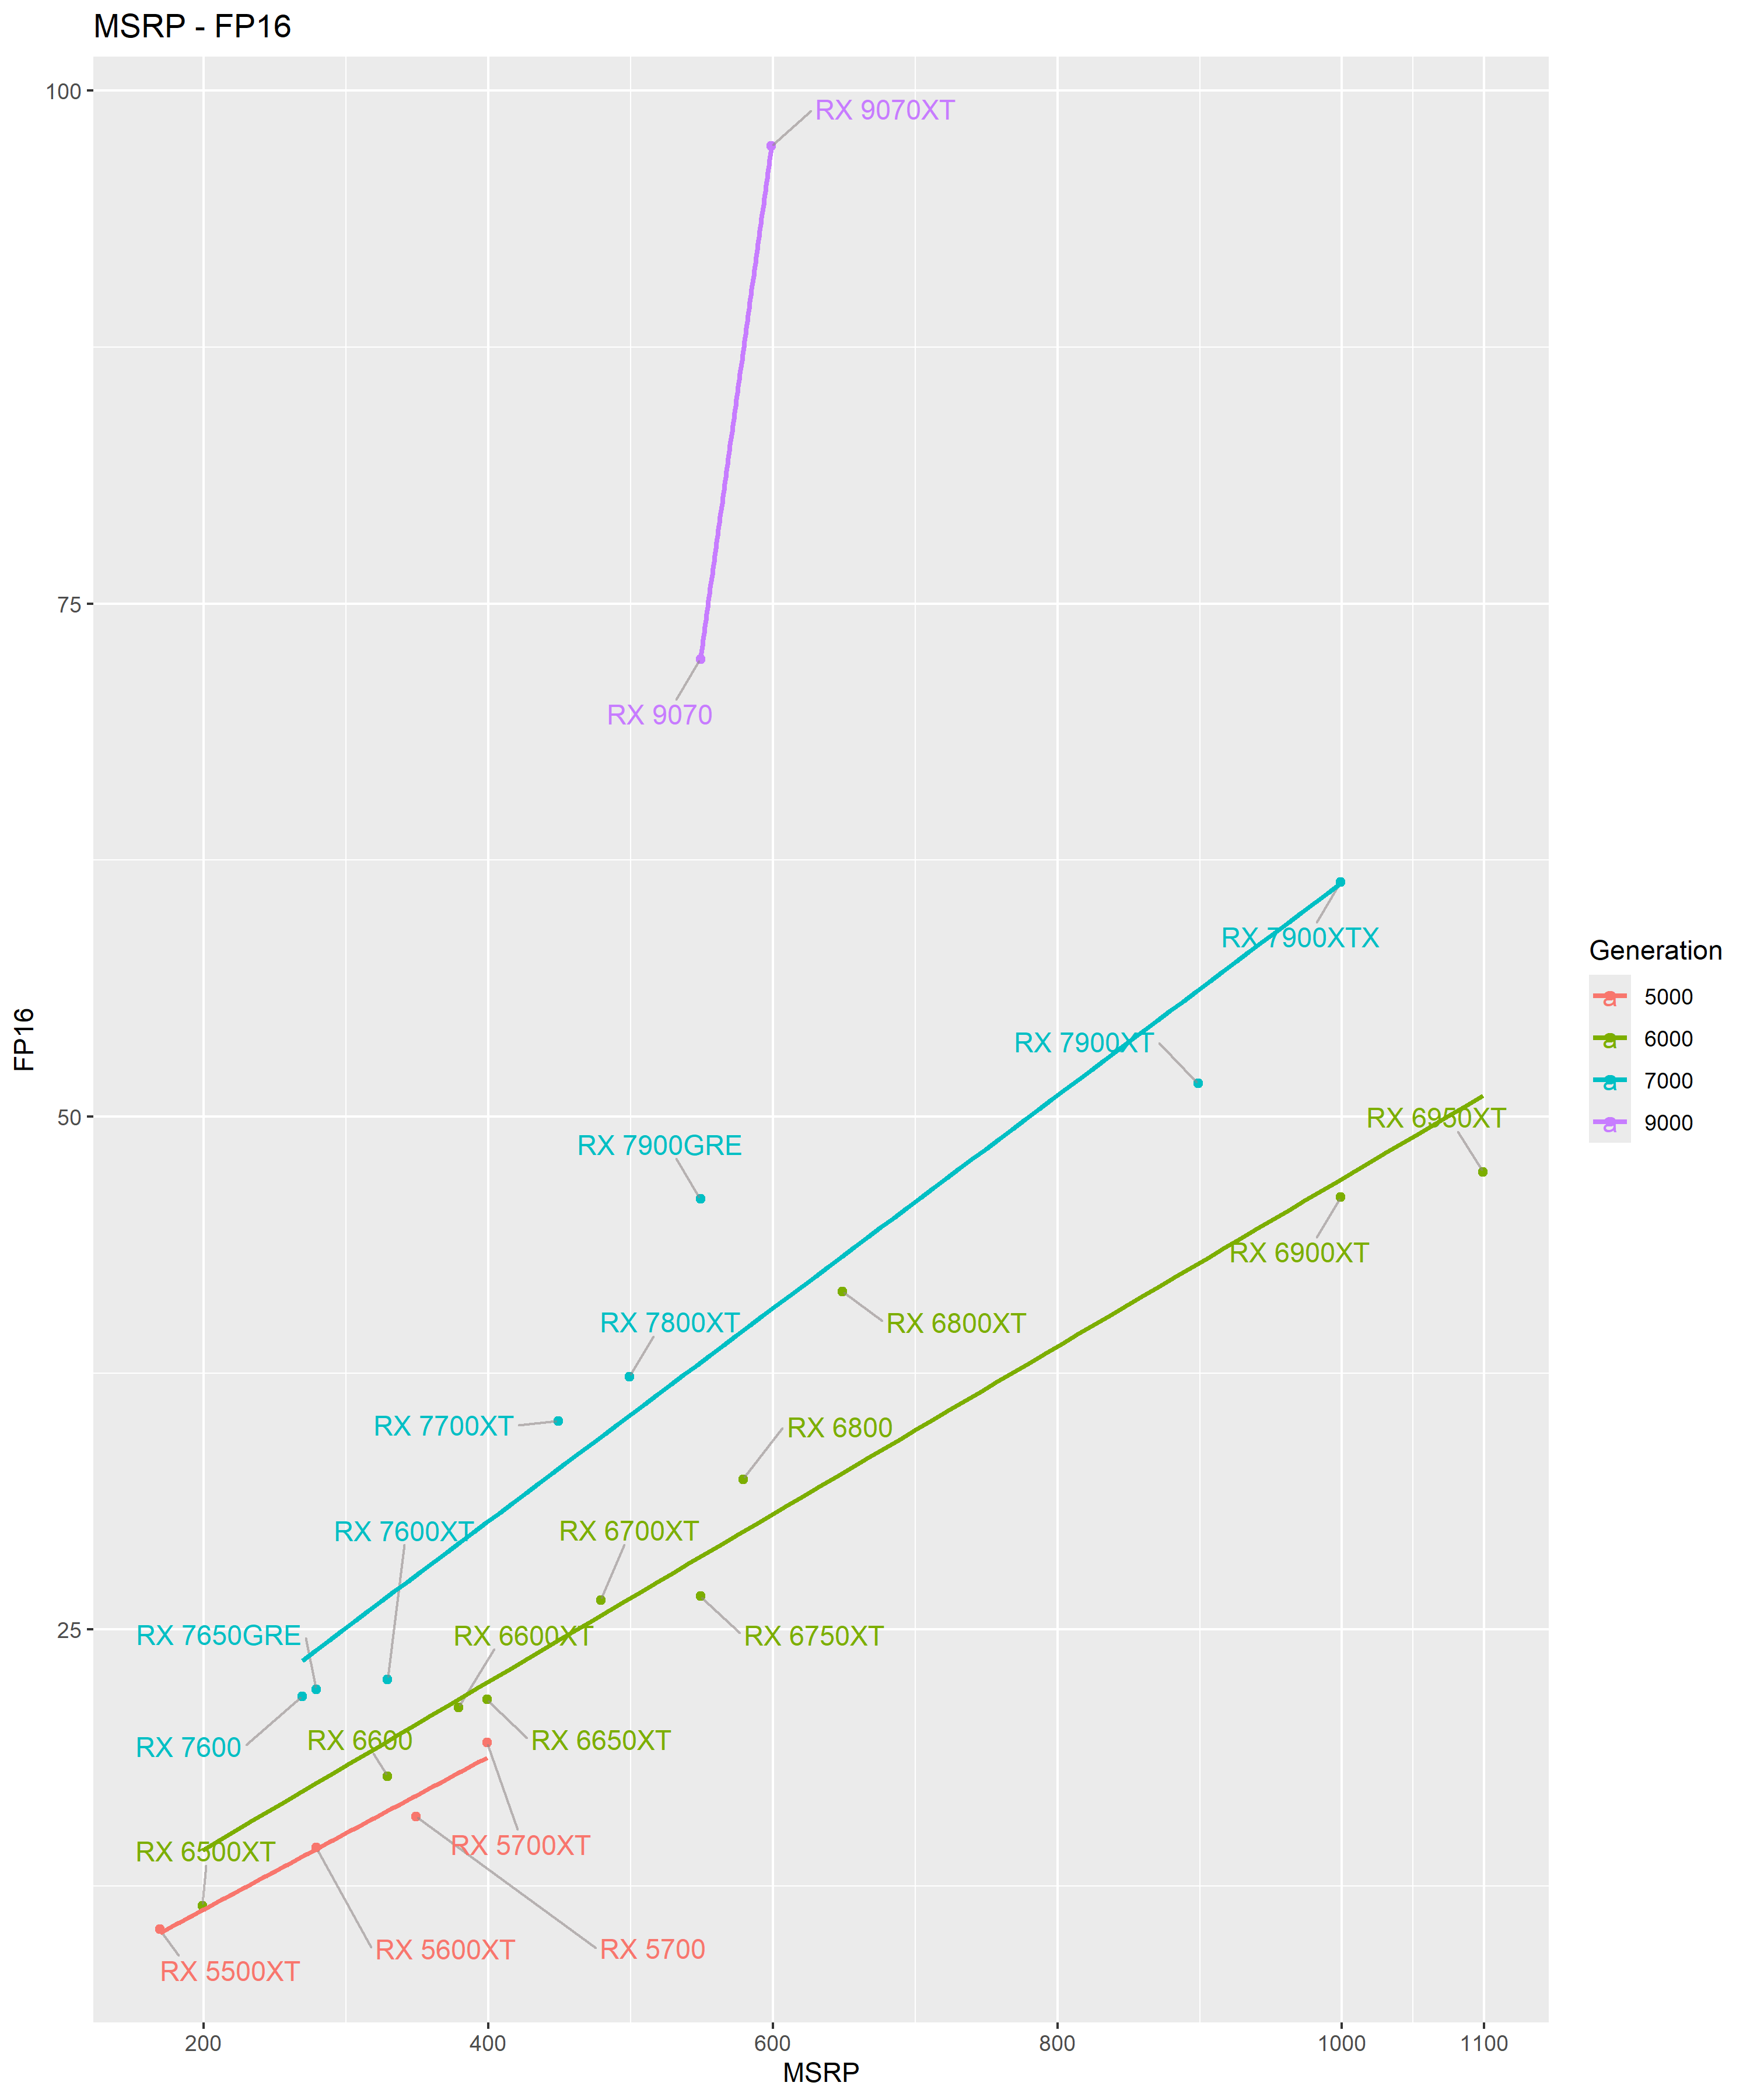 MSRP - FP16
100
RX 9070XT
75
RX 9070
RX 7900XTX
Generation
5000
6000
7000
9000
FP16
RX 7900XT
50
RX 6950XT
RX 7900GRE
RX 6900XT
RX 7800XT
RX 6800XT
RX 7700XT
RX 6800
RX 7600XT
RX 6700XT
25
RX 7650GRE
RX 6600XT
RX 6750XT
RX 7600
RX 6600
RX 6650XT
RX 6500XT
RX 5700XT
RX 5600XT
RX 5700
RX 5500XT
200
400
600
800
1000
1100
MSRP